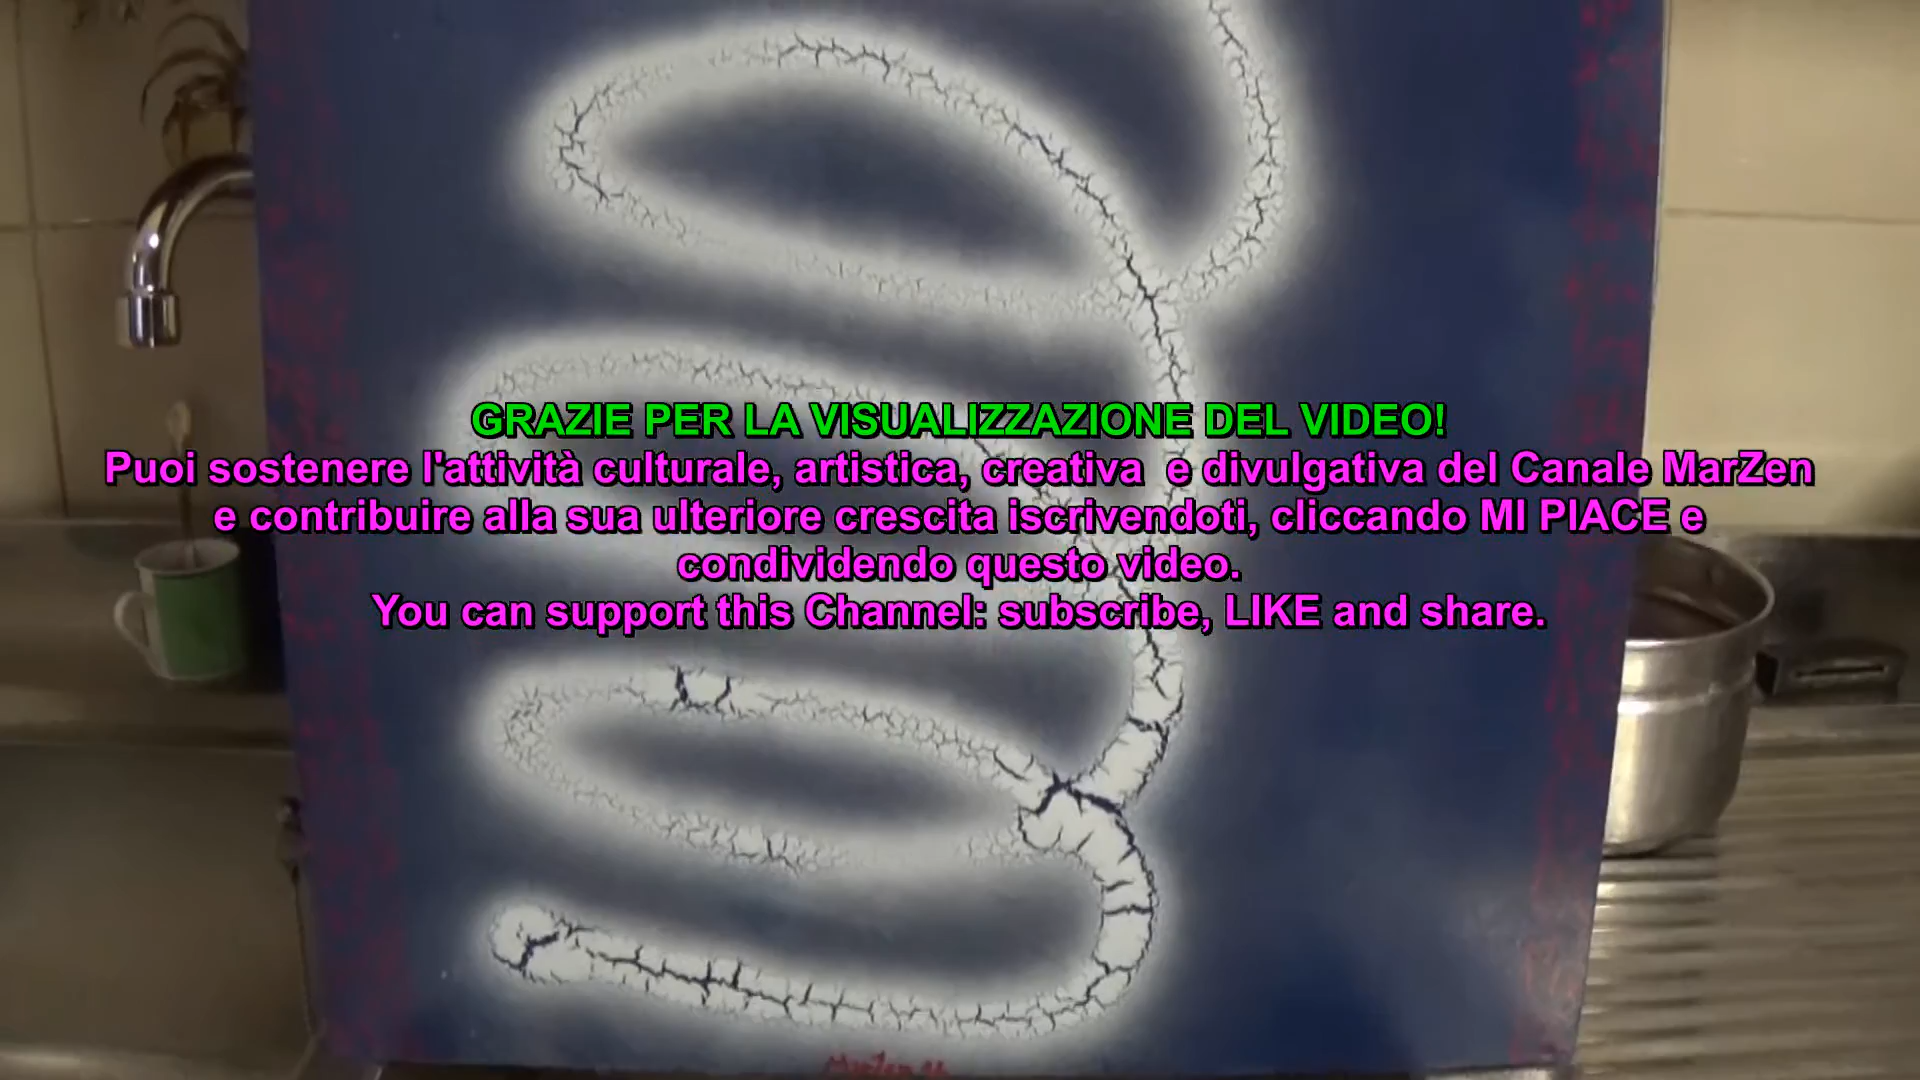 GRAZIE PER LA VISUALIZZAZIONE DEL VIDEO!
Puoi sostenere l'attività culturale, artistica, creativa  e divulgativa del Canale MarZen
e contribuire alla sua ulteriore crescita iscrivendoti, cliccando MI PIACE e
condividendo questo video.
You can support this Channel: subscribe, LIKE and share.
MarZen